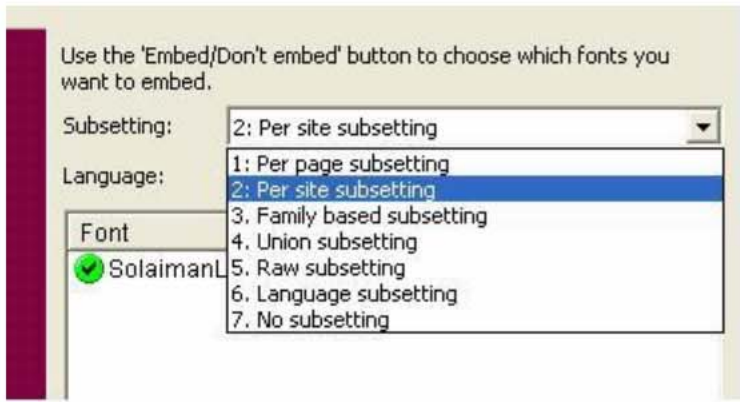 Use the 'Embed/Don't embed' button to choose which fonts you
want to embed.
Subsetting: 2: Per site subsetting
1: Per page subsetting
Language: 2: Per site subsetting
3. Family based subsetting
Font
4. Union subsetting
SolaimanL 5. Raw subsetting
6. Language subsetting
7. No subsetting